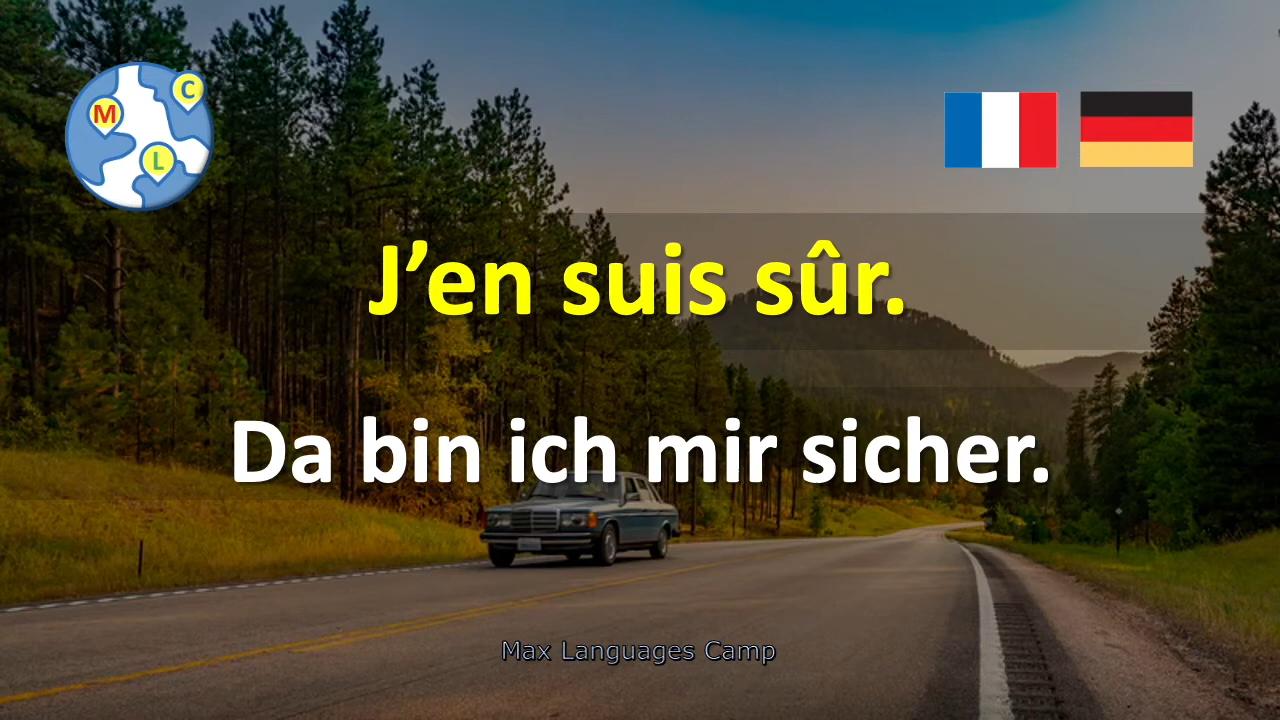 C
M
L
J’en suis sûr.
Da bin ich mir sicher.
Max Languages Camp